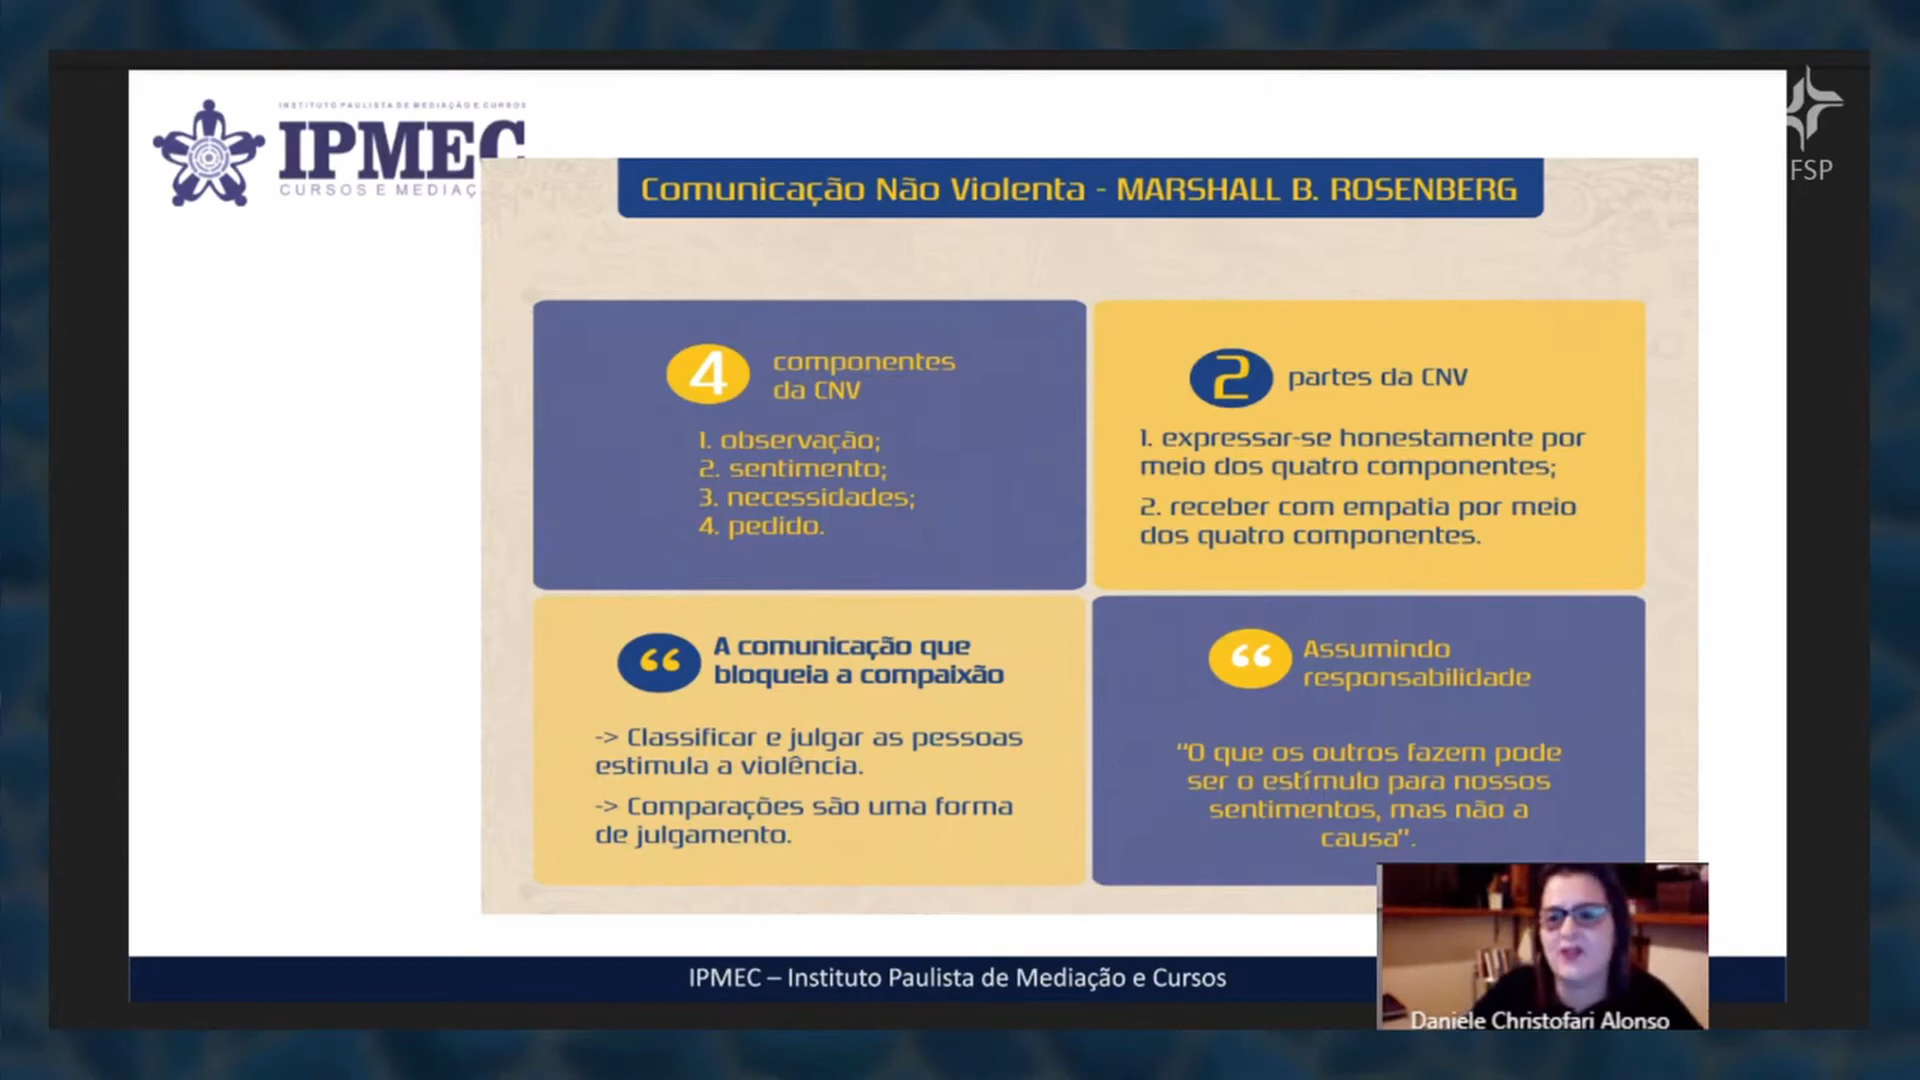 INSTITUTO PAULISTA DE MEDIAÇÃO E CURSOS
IPMEC
CURSOS E MEDIAÇ
FSP
Comunicação Não Violenta - MARSHALL B. ROSENBERG
4 componentes
da CNV
1. observação;
2. sentimento;
3. necessidades;
4. pedido.
2 partes da CNV
1. expressar-se honestamente por
meio dos quatro componentes;
2. receber com empatia por meio
dos quatro componentes.
“ A comunicação que
bloqueia a compaixão
-> Classificar e julgar as pessoas
estimula a violência.
-> Comparações são uma forma
de julgamento.
“ Assumindo
responsabilidade
“O que os outros fazem pode
ser o estímulo para nossos
sentimentos, mas não a
causa”.
IPMEC – Instituto Paulista de Mediação e Cursos
Daniele Christofari Alonso